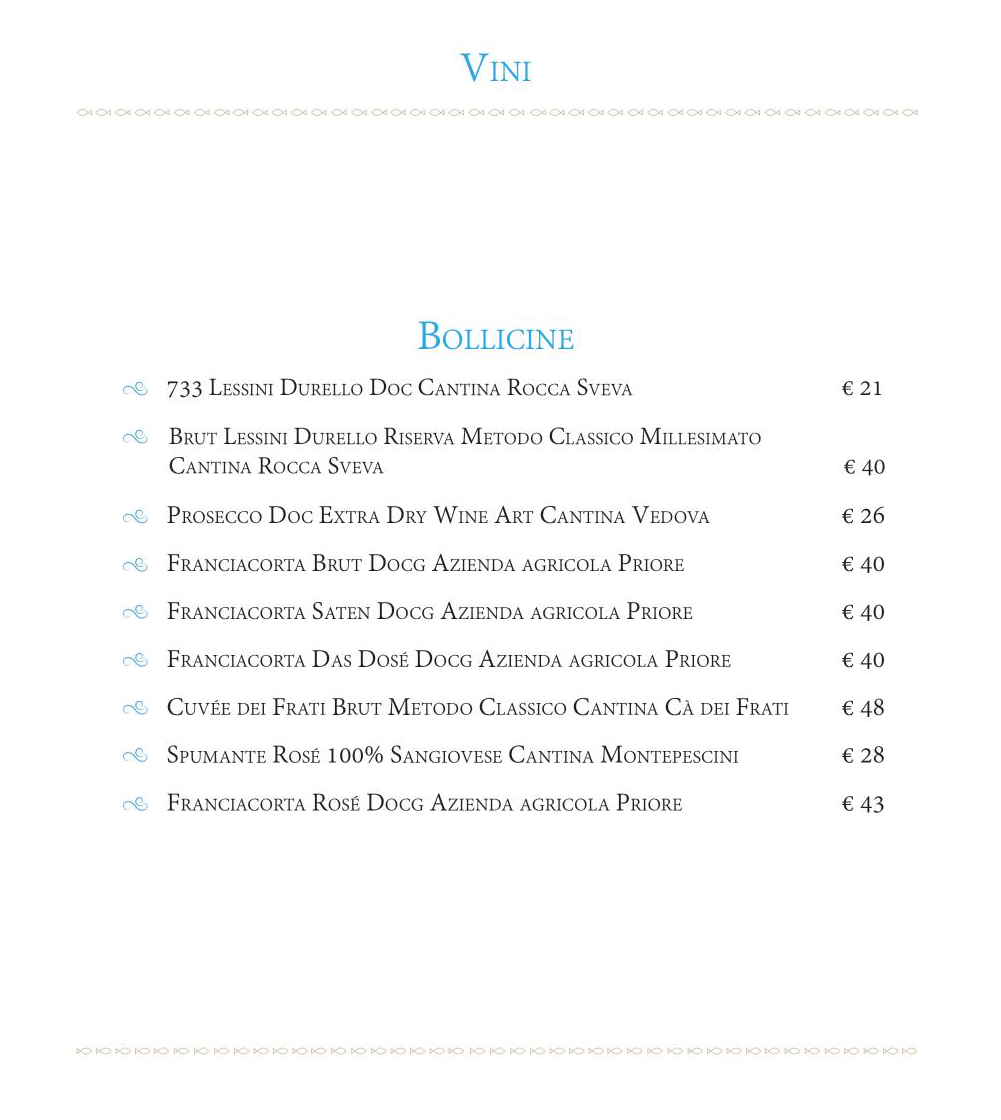 Vini
Bollicine
733 Lessini Durello Doc Cantina Rocca Sveva € 21
Brut Lessini Durello Riserva Metodo Classico Millesimato
Cantina Rocca Sveva € 40
Prosecco Doc Extra Dry Wine Art Cantina Vedova € 26
Franciacorta Brut Docg Azienda agricola Priore € 40
Franciacorta Saten Docg Azienda agricola Priore € 40
Franciacorta Das Dosé Docg Azienda agricola Priore € 40
Cuvée dei Frati Brut Metodo Classico Cantina Cà dei Frati € 48
Spumante Rosé 100% Sangiovese Cantina Montepescini € 28
Franciacorta Rosé Docg Azienda agricola Priore € 43